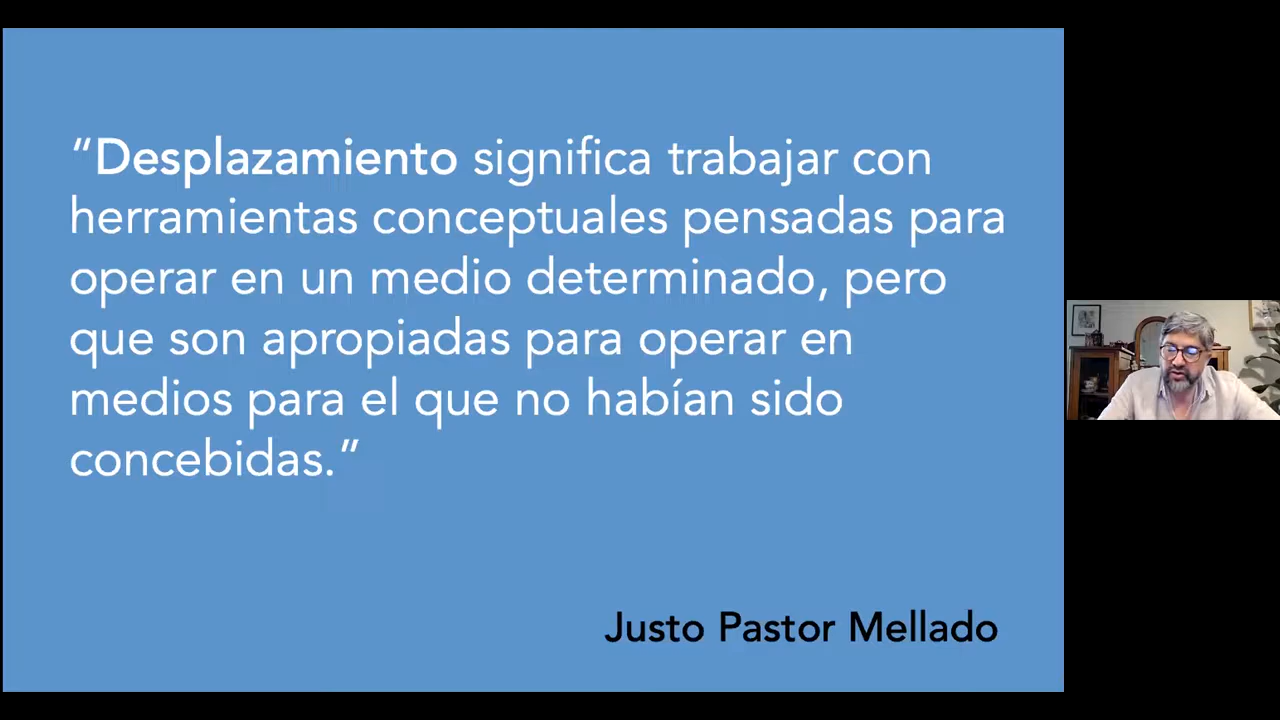 “Desplazamiento significa trabajar con
herramientas conceptuales pensadas para
operar en un medio determinado, pero
que son apropiadas para operar en
medios para el que no habían sido
concebidas.”
Justo Pastor Mellado